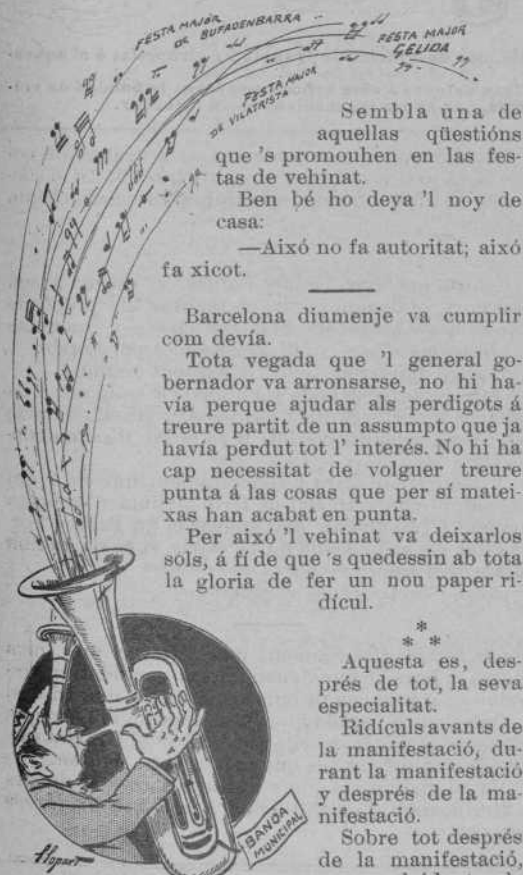 FESTA MAJOR
DE BUFADENBARRA
FESTA MAJOR
GELIDA
FESTA MAJOR
DE VILATRISTA
Sembla una de
aquellas qüestións
que 's promouhen en las fes-
tas de vehinat.
Ben bé ho deya 'l noy de
casa:
—Aixó no fa autoritat; aixó
fa xicot.
Barcelona diumenje va cumplir
com devía.
Tota vegada que 'l general go-
bernador va arronsarse, no hi ha-
vía perque ajudar als perdigots á
treure partit de un assumpto que ja
havía perdut tot l' interés. No hi ha
cap necessitat de volguer treure
punta á las cosas que per sí matei-
xas han acabat en punta.
Per aixó 'l vehinat va deixarlos
sols, á fí de que 's quedessin ab tota
la gloria de fer un nou paper ri-
dícul.
* * *
Aquesta es, des-
prés de tot, la seva
especialitat.
Ridículs avants de
la manifestació, du-
rant la manifestació
y després de la ma-
nifestació.
Sobre tot després
de la manifestació,
BANDA
MUNICIPAL
Llopart